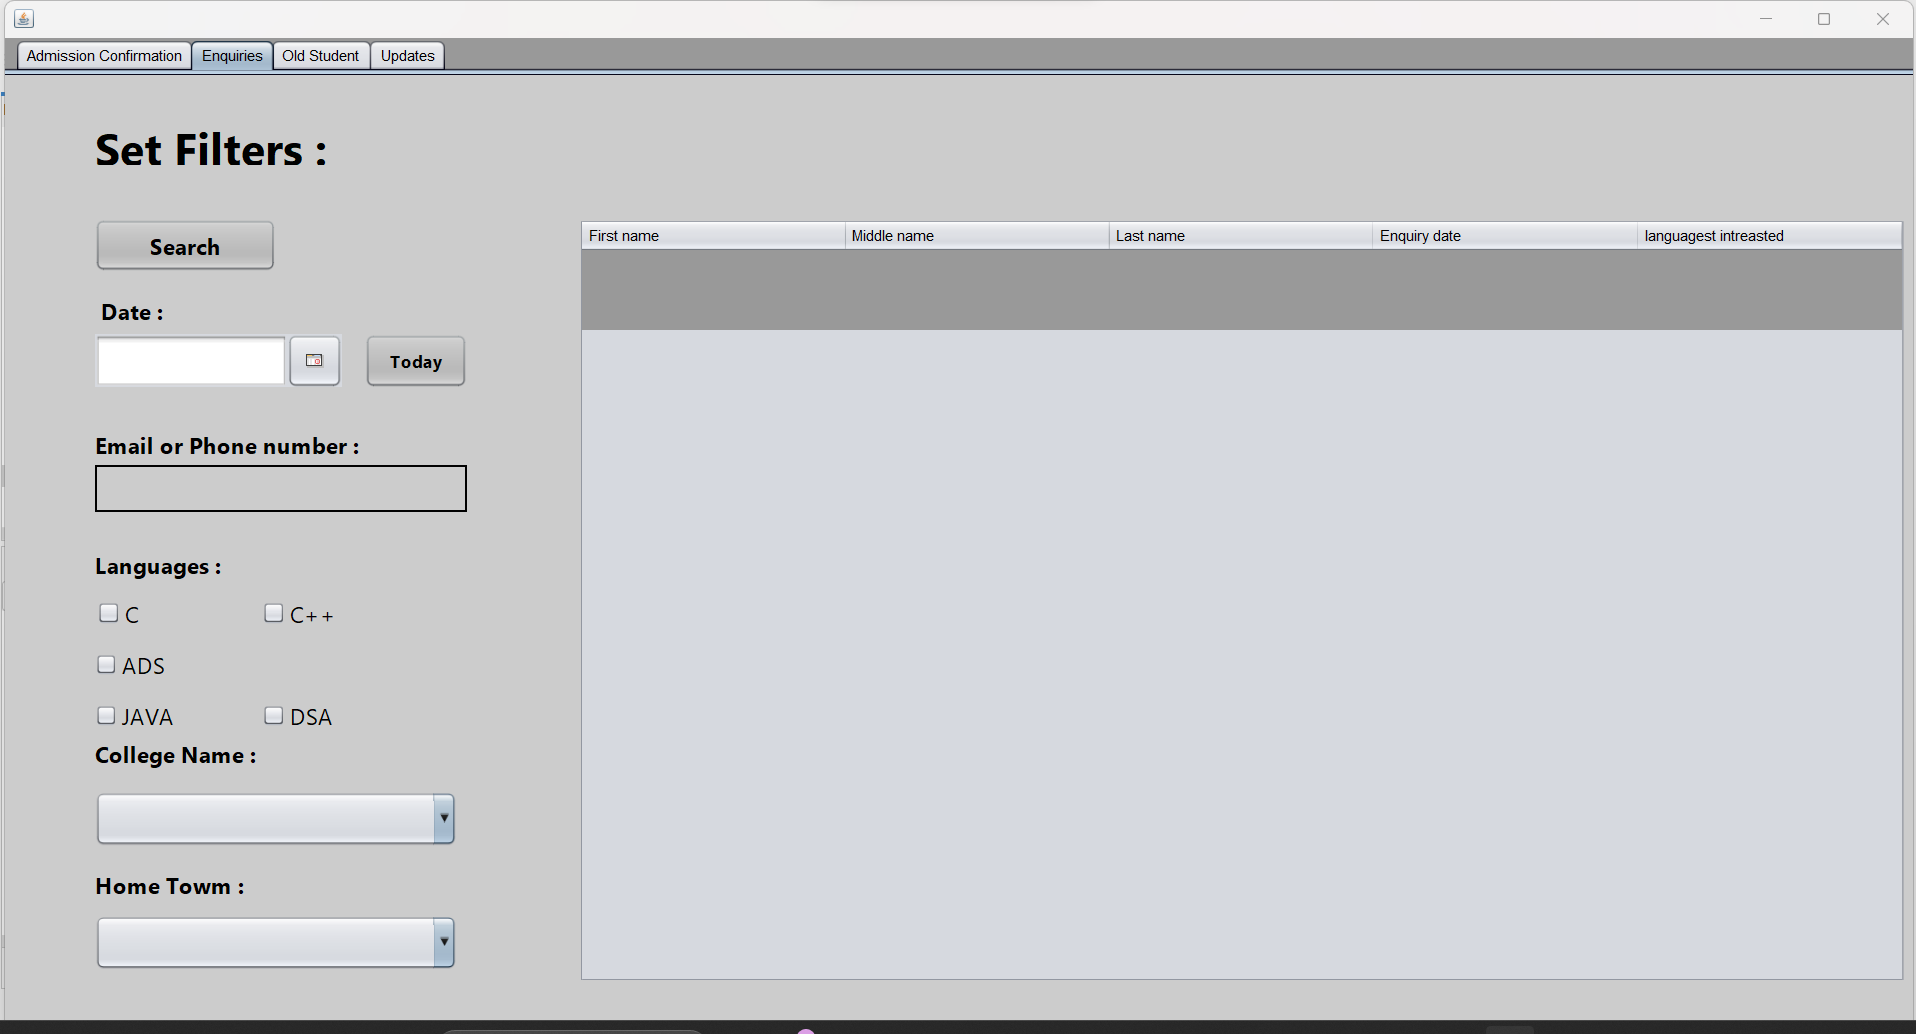 Admission Confirmation Enquiries Old Student Updates
Set Filters :
Search
Date :
Today
Email or Phone number :
Languages :
C C++
ADS
JAVA DSA
College Name :
Home Towm :
First name Middle name Last name Enquiry date languagest intreasted